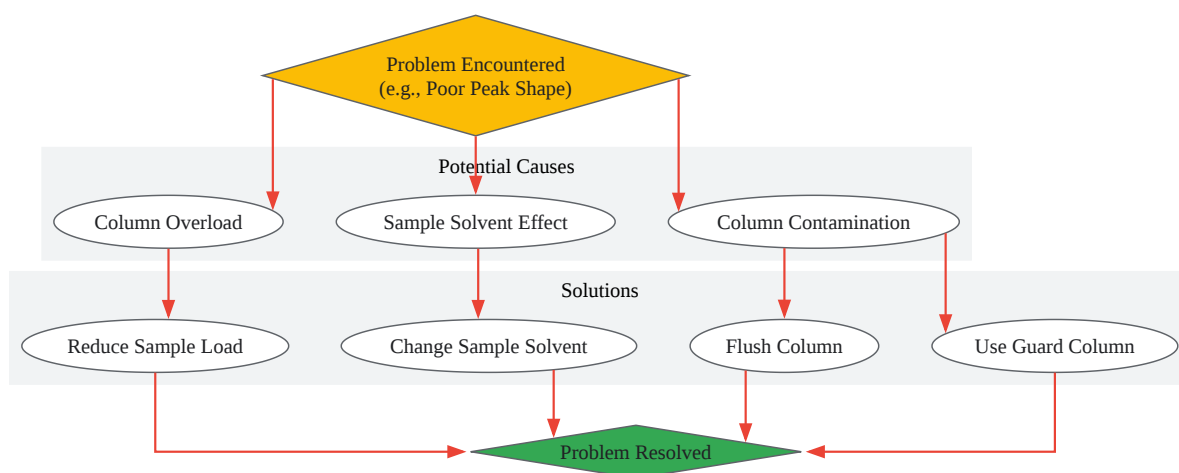 Problem Encountered
(e.g., Poor Peak Shape)
Potential Causes
Column Overload
Sample Solvent Effect
Column Contamination
Solutions
Reduce Sample Load
Change Sample Solvent
Flush Column
Use Guard Column
Problem Resolved